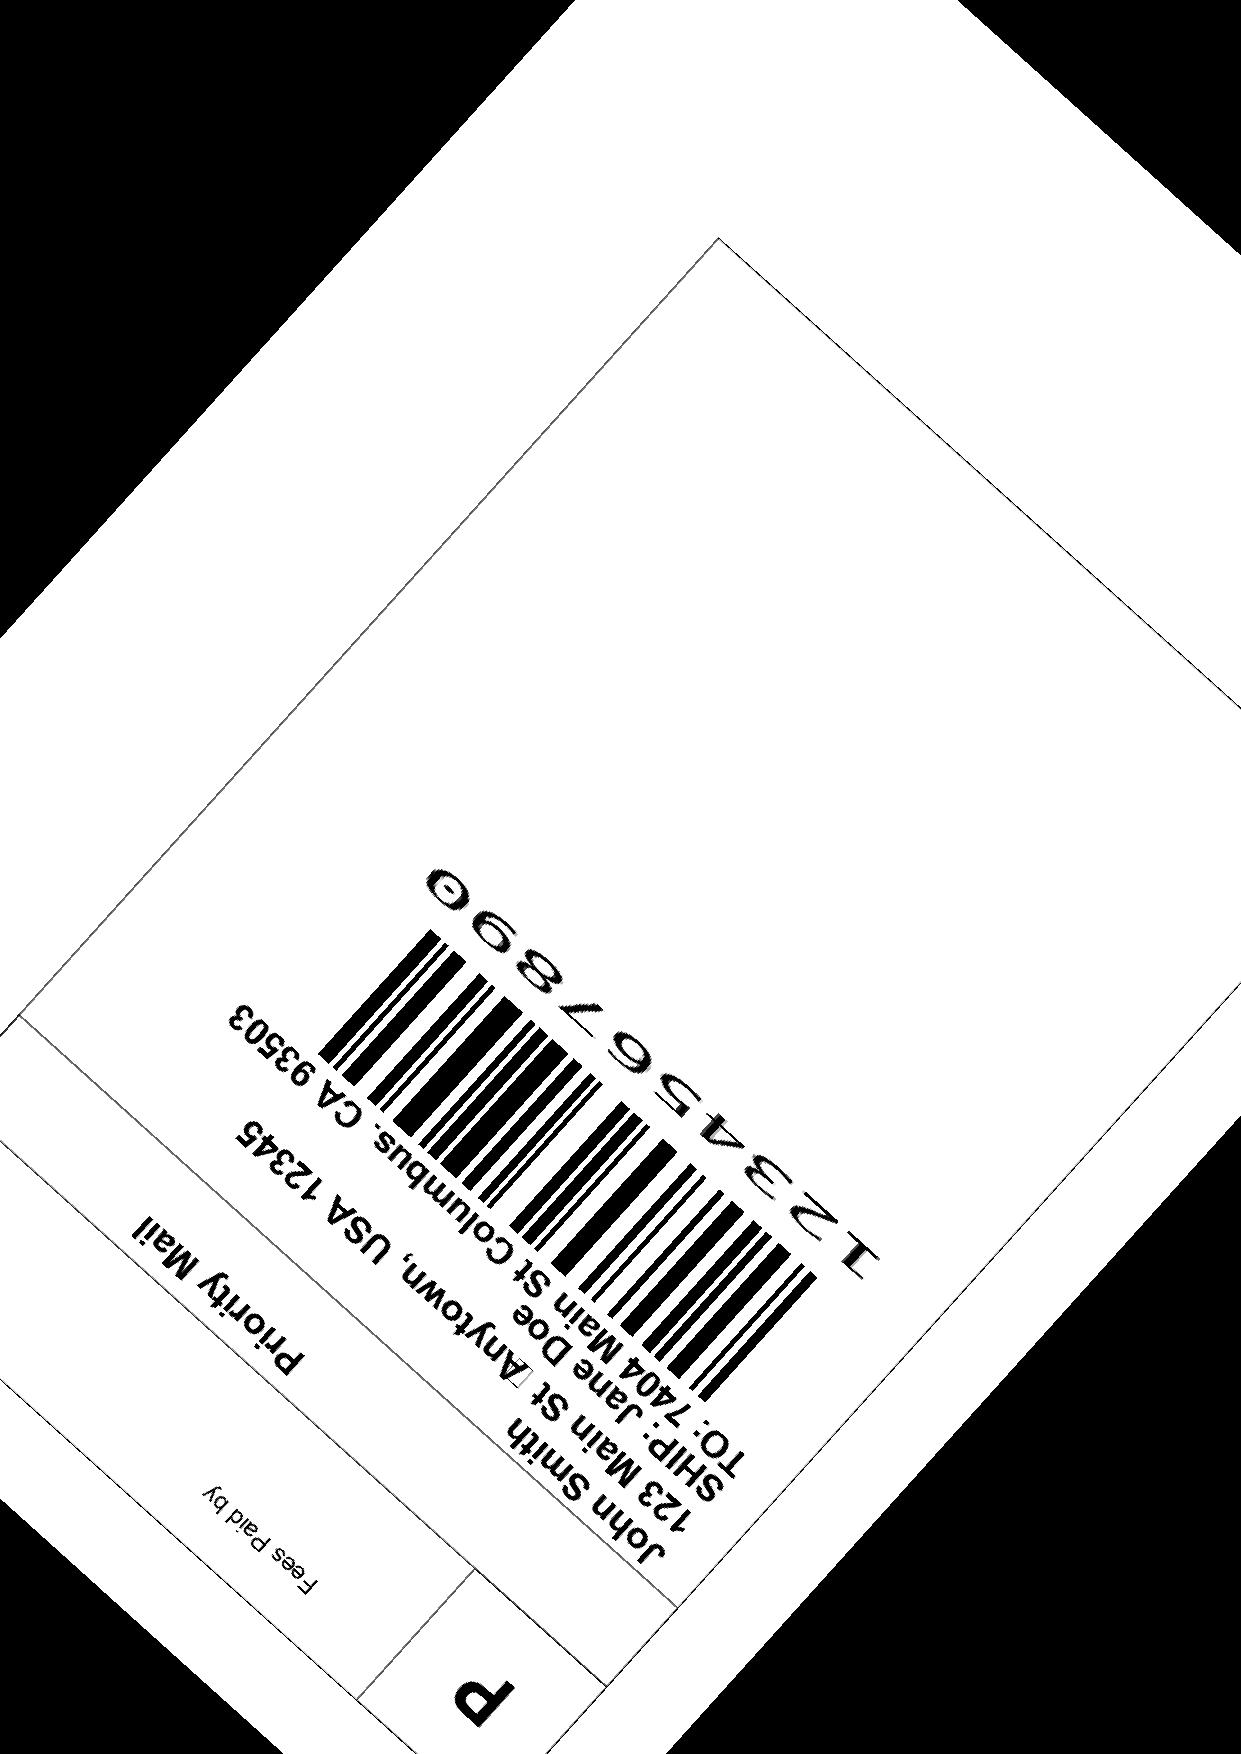 P
Fees Paid by
Priority Mail
John Smith
123 Main St Anytown, USA 12345
SHIP: Jane Doe
TO: 7404 Main St Columbus. CA 93503
1234567890